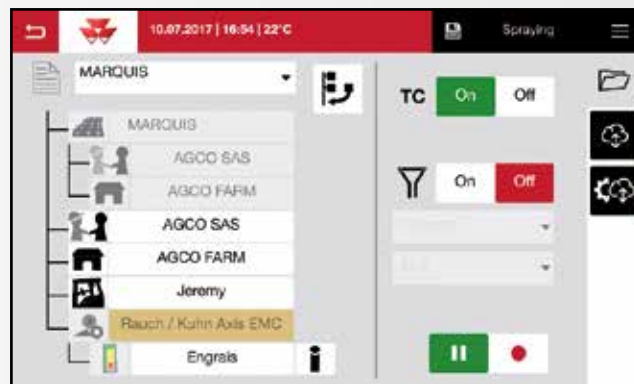 10.07.2017 | 16:54 | 22°C
Spraying
MARQUIS
MARQUIS
AGCO SAS
AGCO FARM
AGCO SAS
AGCO FARM
Jeremy
Rauch / Kuhn Axis EMC
Engrais
TC
On
Off
On
Off